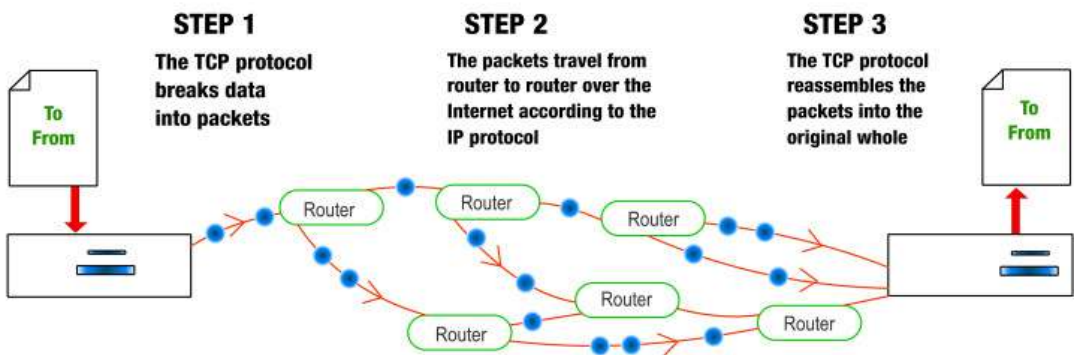 STEP 1
The TCP protocol
breaks data
into packets
STEP 2
The packets travel from
router to router over the
Internet according to the
IP protocol
STEP 3
The TCP protocol
reassembles the
packets into the
original whole
To
From
To
From
Router
Router
Router
Router
Router
Router